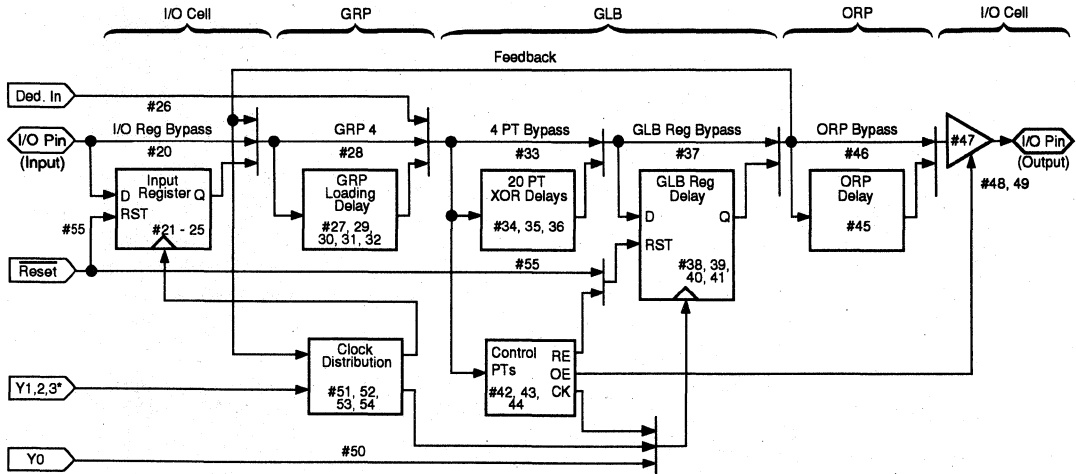 I/O Cell
GRP
GLB
ORP
I/O Cell
Feedback
Ded. In
#26
I/O Pin
(Input)
I/O Reg Bypass
#20
GRP 4
#28
4 PT Bypass
#33
GLB Reg Bypass
#37
ORP Bypass
#46
#47
I/O Pin
(Output)
#48, 49
Input
Register
D
Q
RST
#21 - 25
#55
GRP
Loading
Delay
#27, 29,
30, 31, 32
20 PT
XOR Delays
#34, 35, 36
GLB Reg
Delay
D
Q
RST
#38, 39,
40, 41
ORP
Delay
#45
Reset
#55
Clock
Distribution
#51, 52,
53, 54
Control
PTs
RE
OE
CK
#42, 43,
44
Y1,2,3*
Y0
#50